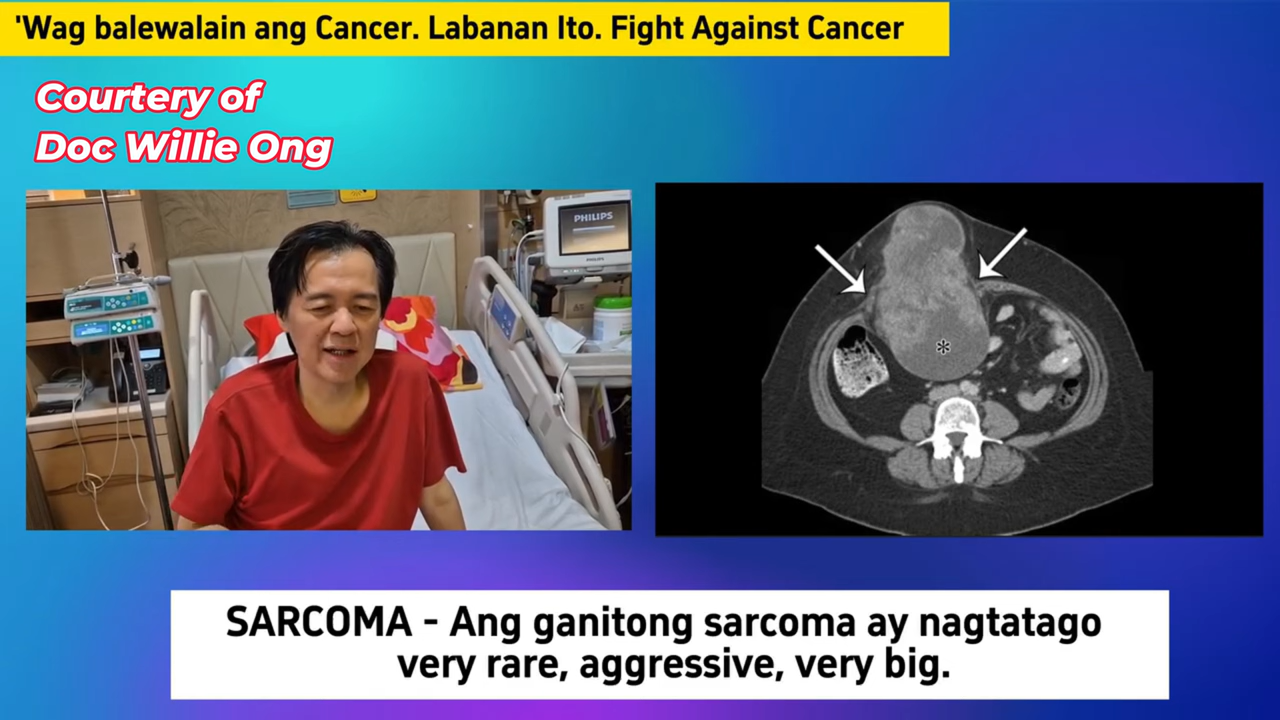 'Wag balewalain ang Cancer. Labanan Ito. Fight Against Cancer
Courtery of
Doc Willie Ong
PHILIPS
PHILIPS
*
SARCOMA - Ang ganitong sarcoma ay nagtatago
very rare, aggressive, very big.